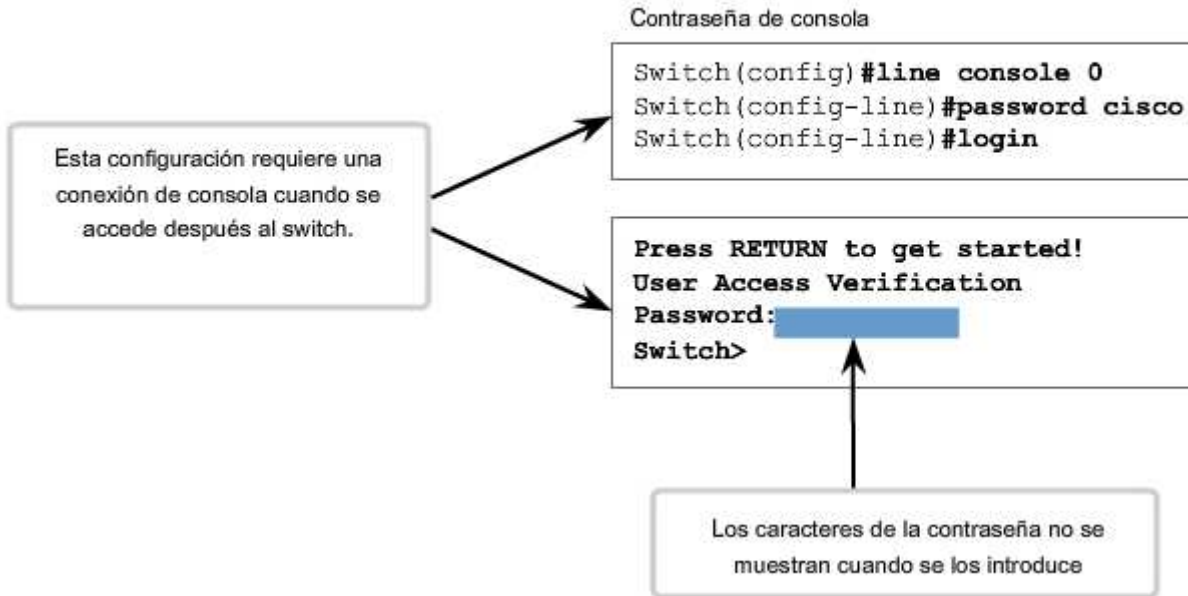 Contraseña de consola
Switch(config)#line console 0
Switch(config-line)#password cisco
Switch(config-line)#login
Esta configuración requiere una
conexión de consola cuando se
accede después al switch.
Press RETURN to get started!
User Access Verification
Password:
Switch>
Los caracteres de la contraseña no se
muestran cuando se los introduce